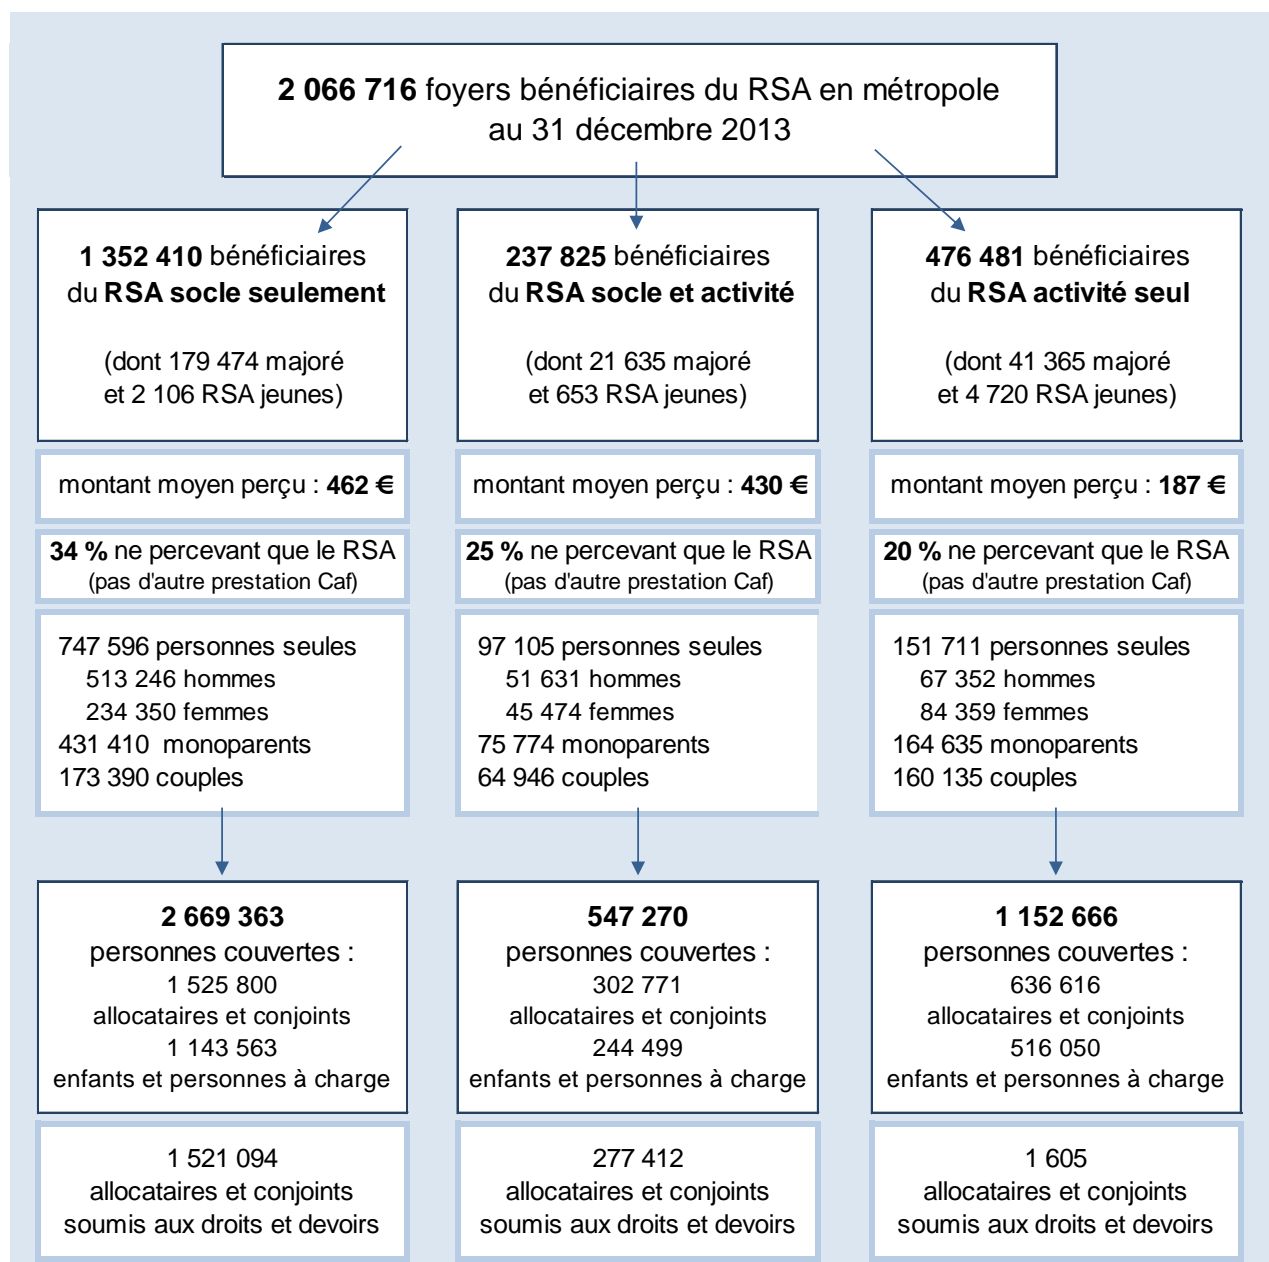 2 066 716 foyers bénéficiaires du RSA en métropole
au 31 décembre 2013
1 352 410 bénéficiaires
du RSA socle seulement
(dont 179 474 majoré
et 2 106 RSA jeunes)
montant moyen perçu : 462 €
34 % ne percevant que le RSA
(pas d'autre prestation Caf)
747 596 personnes seules
513 246 hommes
234 350 femmes
431 410 monoparents
173 390 couples
2 669 363
personnes couvertes :
1 525 800
allocataires et conjoints
1 143 563
enfants et personnes à charge
1 521 094
allocataires et conjoints
soumis aux droits et devoirs
237 825 bénéficiaires
du RSA socle et activité
(dont 21 635 majoré
et 653 RSA jeunes)
montant moyen perçu : 430 €
25 % ne percevant que le RSA
(pas d'autre prestation Caf)
97 105 personnes seules
51 631 hommes
45 474 femmes
75 774 monoparents
64 946 couples
547 270
personnes couvertes :
302 771
allocataires et conjoints
244 499
enfants et personnes à charge
277 412
allocataires et conjoints
soumis aux droits et devoirs
476 481 bénéficiaires
du RSA activité seul
(dont 41 365 majoré
et 4 720 RSA jeunes)
montant moyen perçu : 187 €
20 % ne percevant que le RSA
(pas d'autre prestation Caf)
151 711 personnes seules
67 352 hommes
84 359 femmes
164 635 monoparents
160 135 couples
1 152 666
personnes couvertes :
636 616
allocataires et conjoints
516 050
enfants et personnes à charge
1 605
allocataires et conjoints
soumis aux droits et devoirs